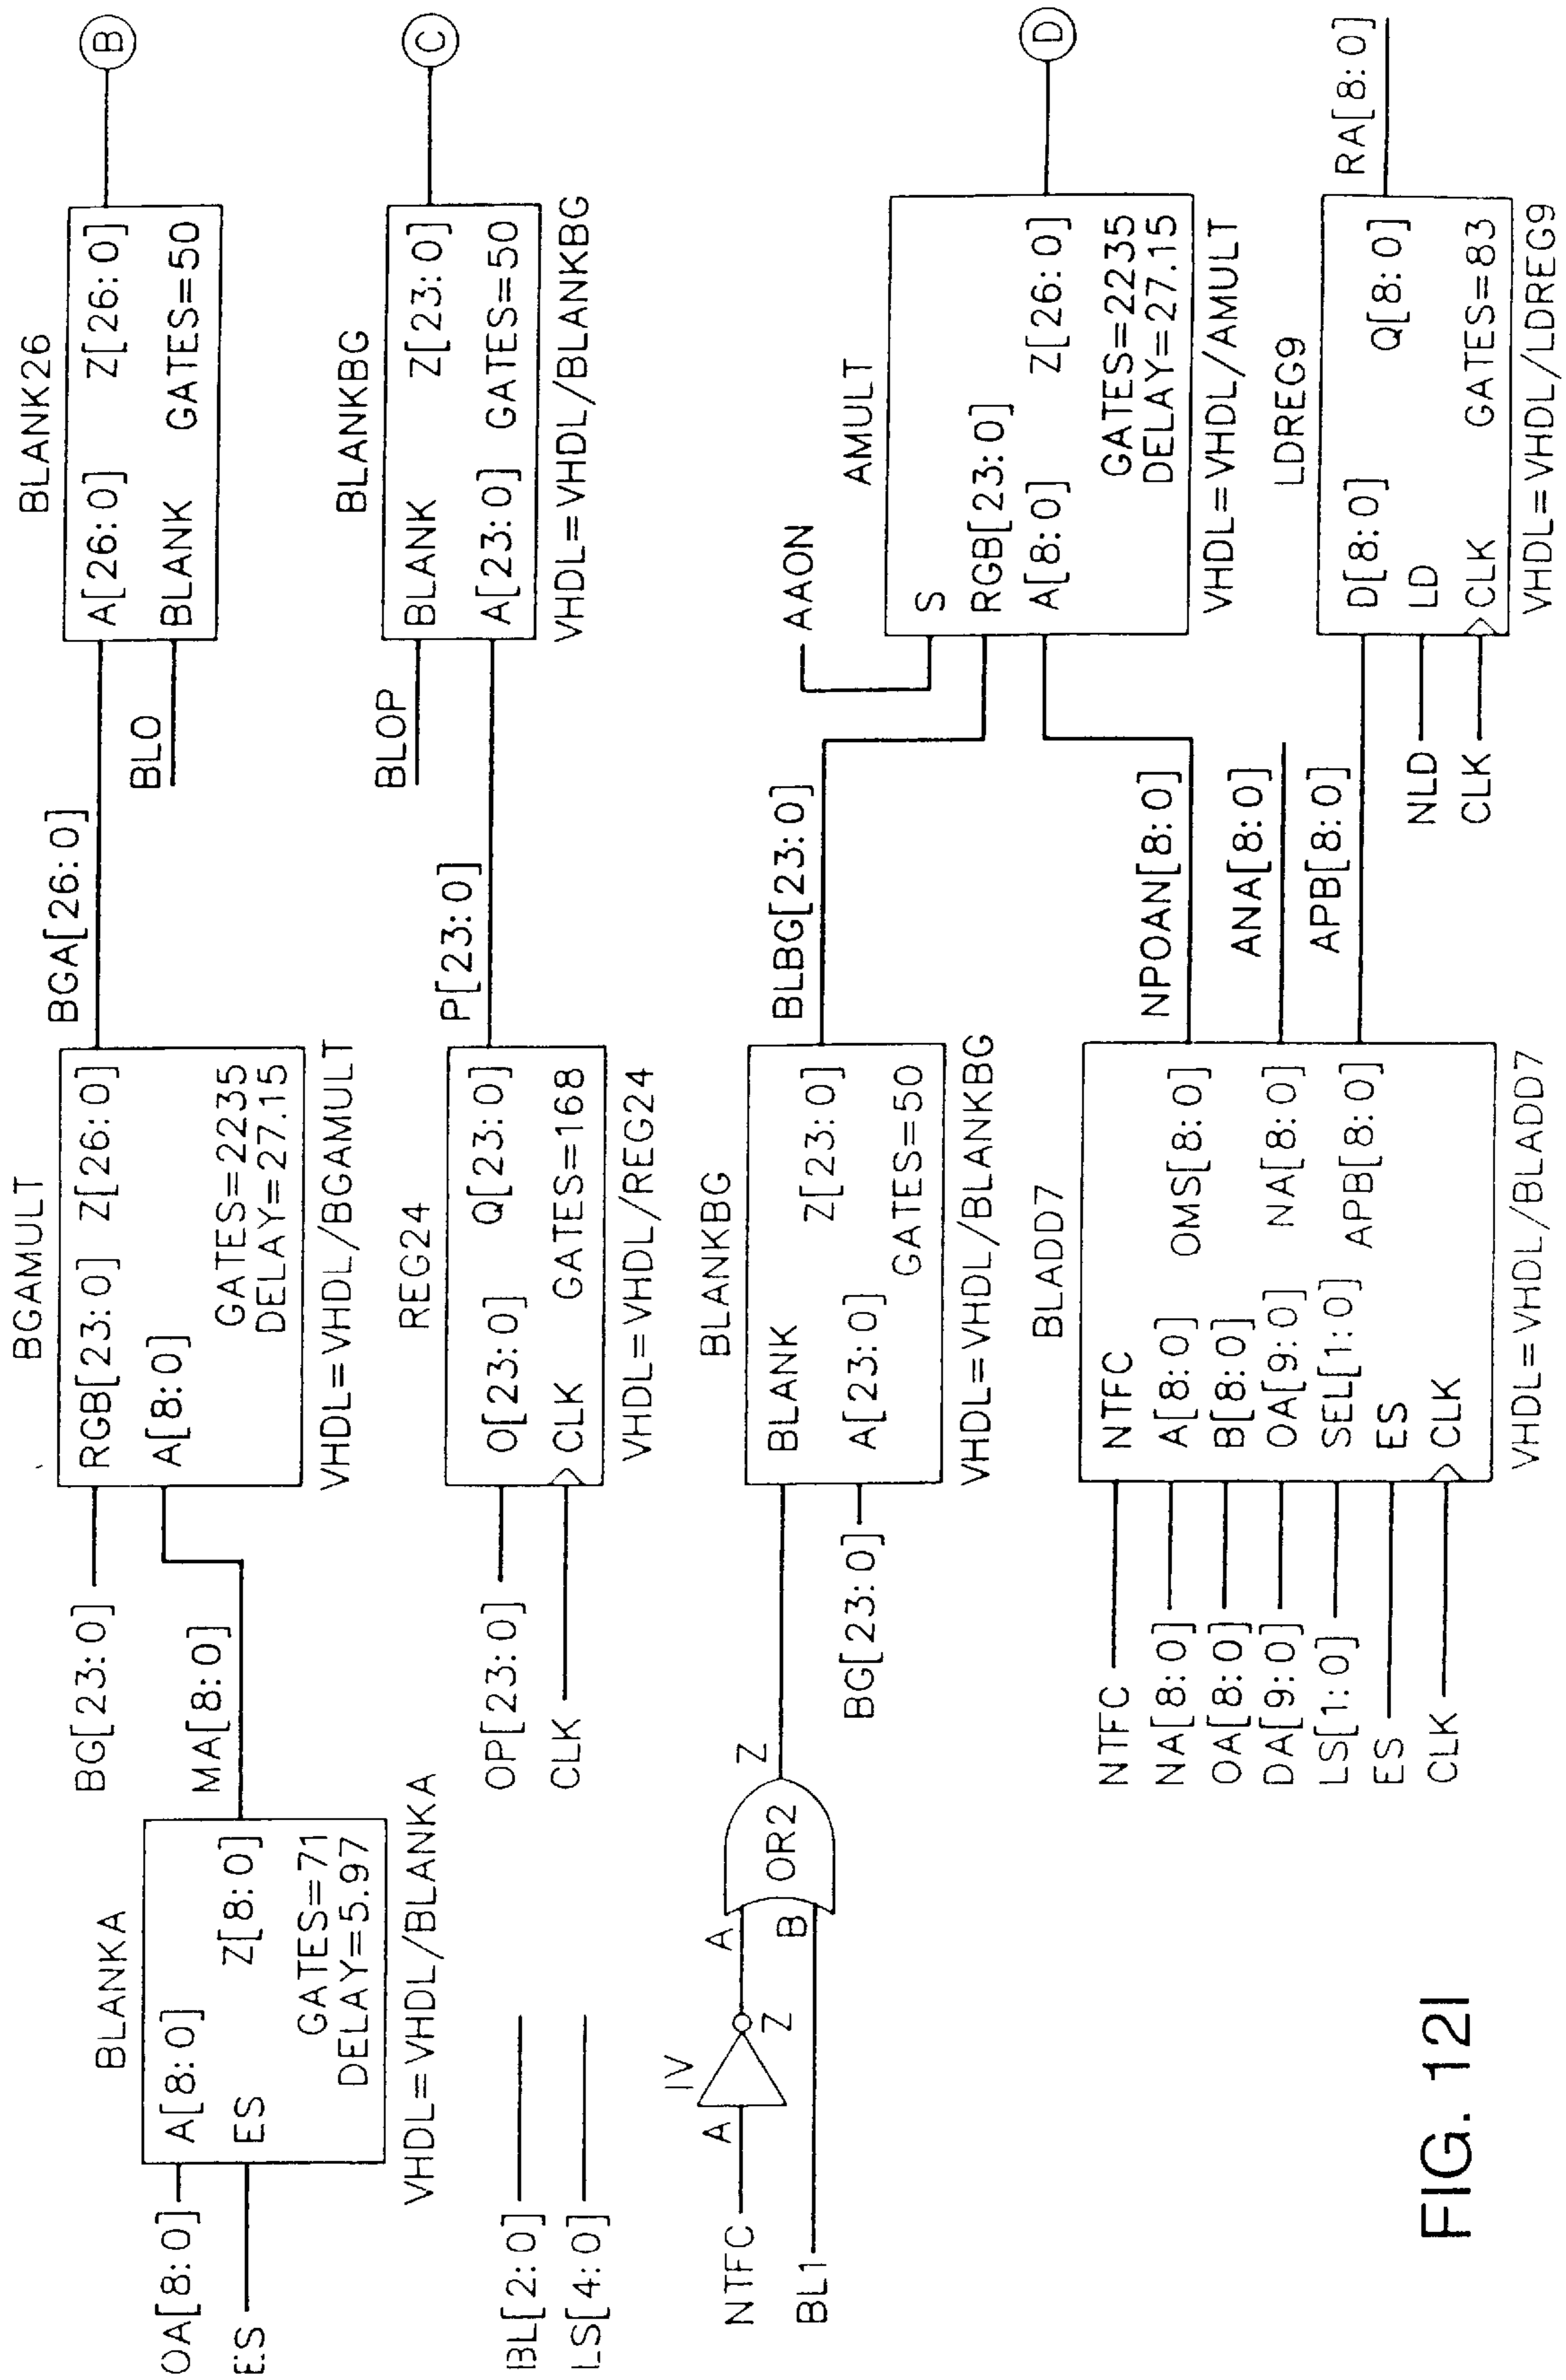 BLANKA
OA[8:0]
A[8:0]
ES
ES
Z[8:0]
GATES=71
DELAY=5.97
VHDL=VHDL/BLANKA
MA[8:0]
BG[23:0]
BGAMULT
RGB[23:0] Z[26:0]
A[8:0]
GATES=2235
DELAY=27.15
VHDL=VHDL/BGAMULT
BGA[26:0]
BLO
BLANK26
A[26:0] Z[26:0]
BLANK GATES=50
B
BL[2:0]
LS[4:0]
OP[23:0]
CLK
REG24
O[23:0] Q[23:0]
CLK GATES=168
VHDL=VHDL/REG24
P[23:0]
BLOP
BLANKBG
BLANK Z[23:0]
A[23:0] GATES=50
VHDL=VHDL/BLANKBG
C
NTFC
A
IV
Z
A
BL1
B
OR2
Z
BG[23:0]
BLANKBG
BLANK
A[23:0] Z[23:0]
GATES=50
VHDL=VHDL/BLANKBG
BLBG[23:0]
AAON
AMULT
S
RGB[23:0]
A[8:0] Z[26:0]
GATES=2235
DELAY=27.15
VHDL=VHDL/AMULT
D
NTFC
NA[8:0]
OA[8:0]
DA[9:0]
LS[1:0]
ES
CLK
BLADD7
NTFC
A[8:0] OMS[8:0]
B[8:0]
OA[9:0] NA[8:0]
SEL[1:0] APB[8:0]
ES
CLK
VHDL=VHDL/BLADD7
NPOAN[8:0]
ANA[8:0]
APB[8:0]
NLD
CLK
LDREG9
D[8:0] Q[8:0]
LD
CLK GATES=83
VHDL=VHDL/LDREG9
RA[8:0]
FIG. 12I